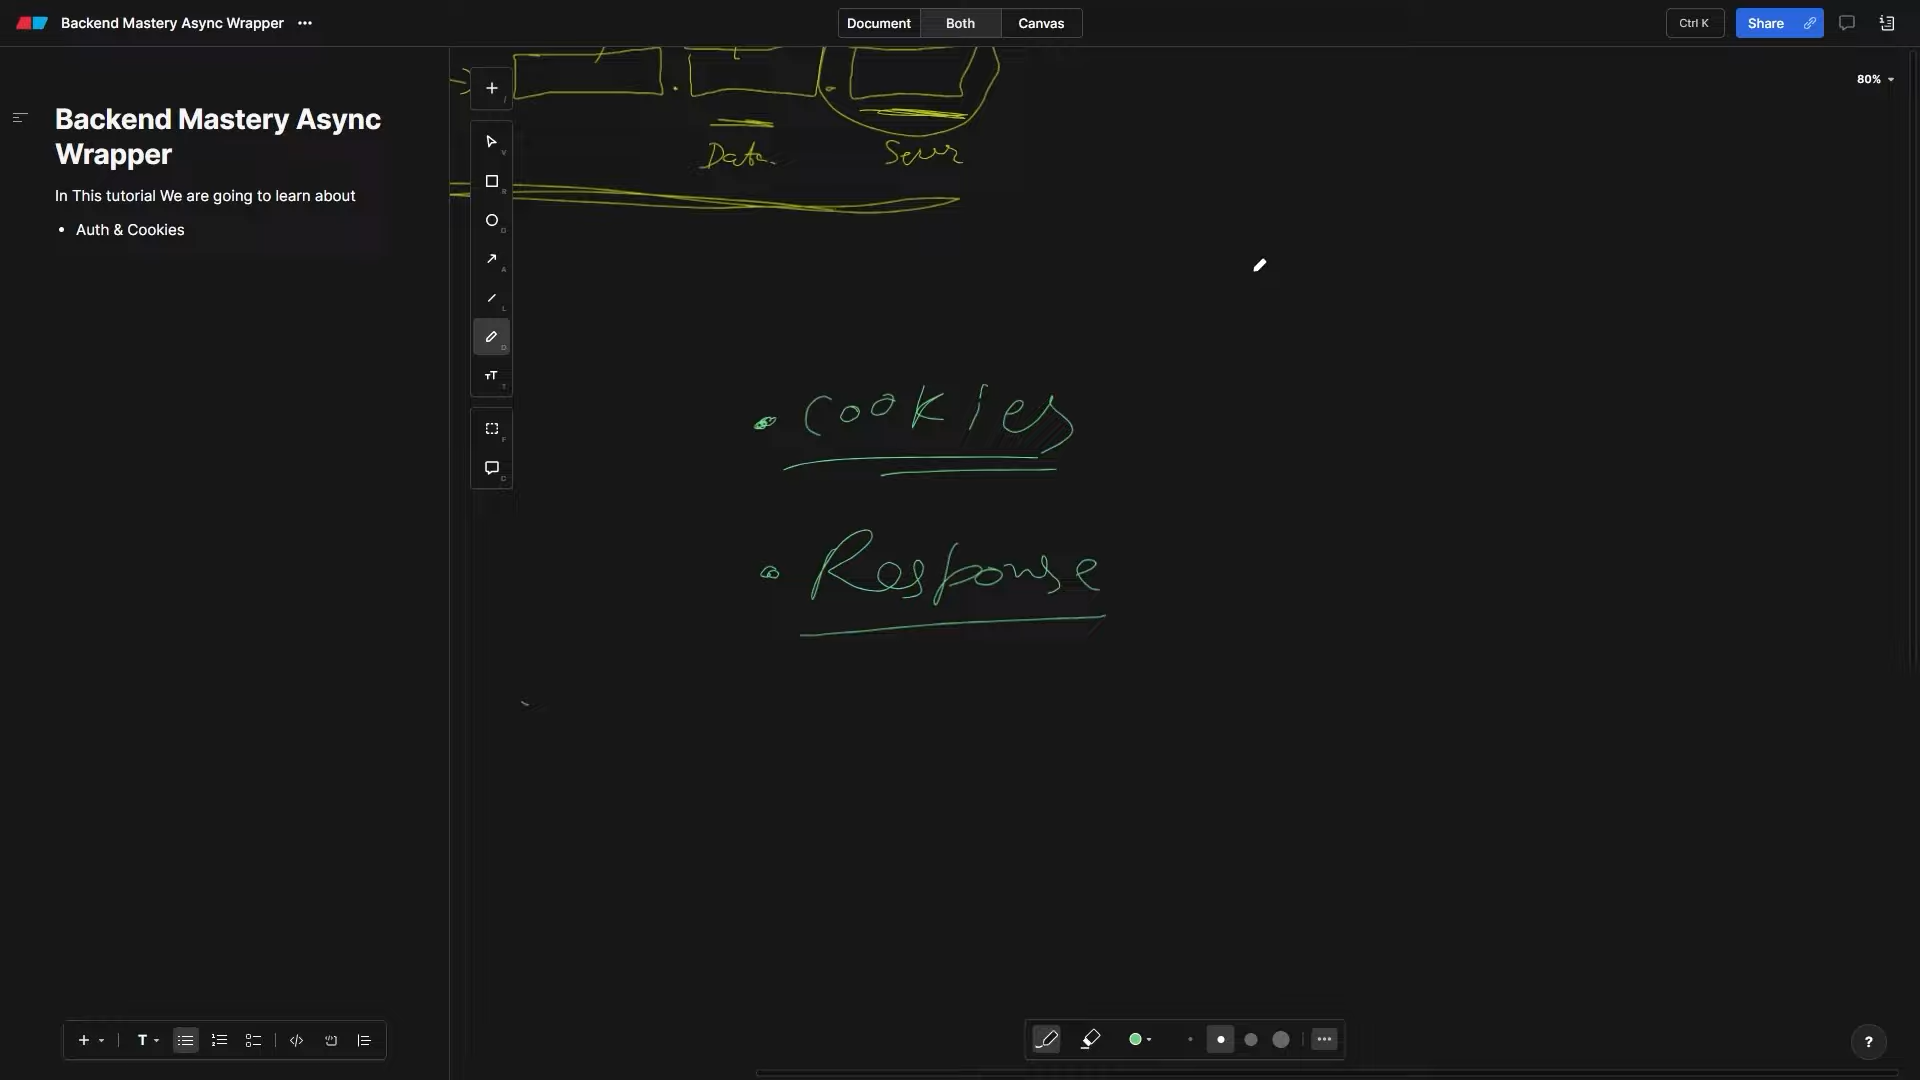 Backend Mastery Async Wrapper
Document
Both
Canvas
Ctrl K
Share
80%
Backend Mastery Async
Wrapper
In This tutorial We are going to learn about
• Auth & Cookies
Data
• Cookies
• Response
T
?